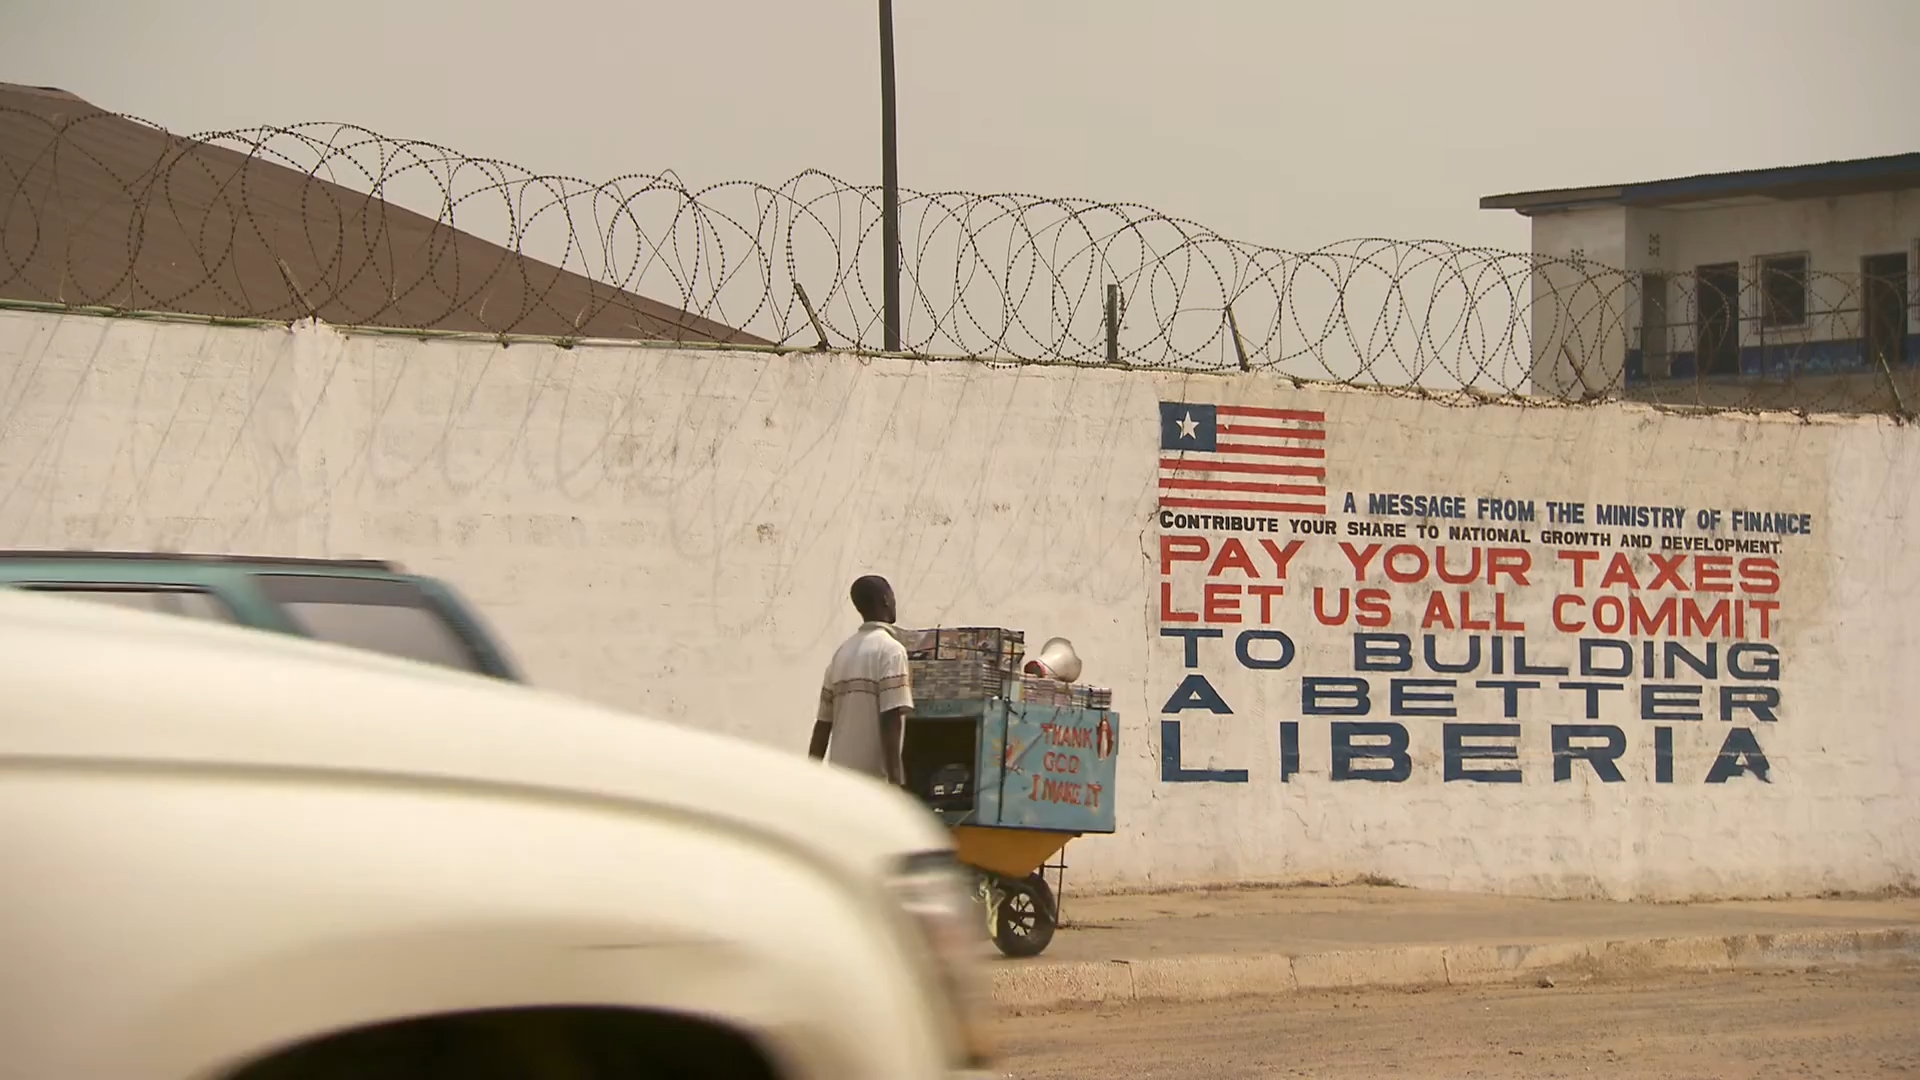 A MESSAGE FROM THE MINISTRY OF FINANCE
CONTRIBUTE YOUR SHARE TO NATIONAL GROWTH AND DEVELOPMENT.
PAY YOUR TAXES
LET US ALL COMMIT
TO BUILDING
A BETTER
LIBERIA
THANK
GOD
I MAKE IT